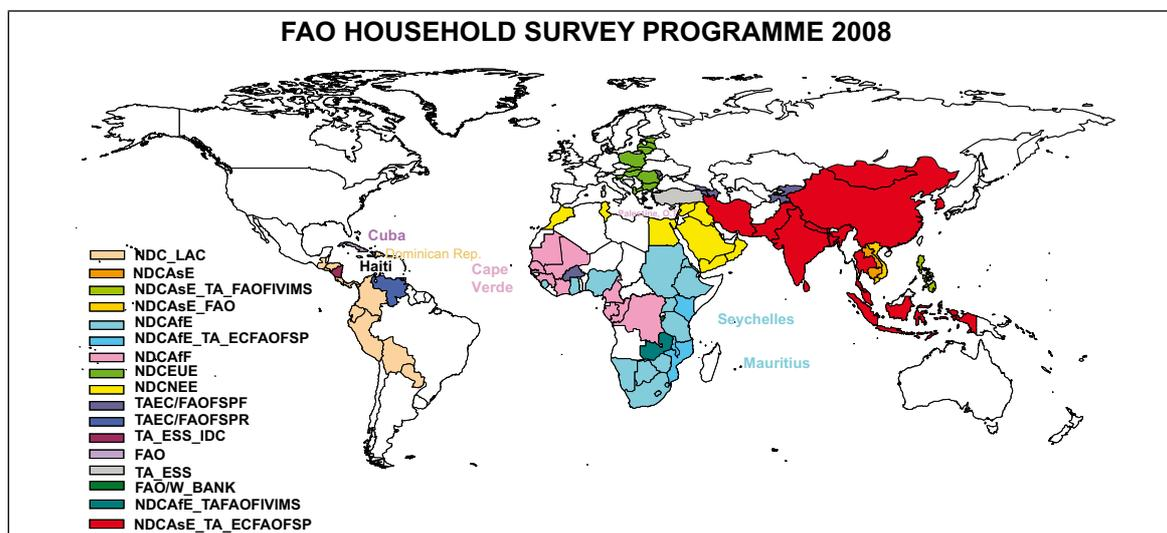 FAO HOUSEHOLD SURVEY PROGRAMME 2008
Palestine, O.
Cuba
Dominican Rep.
Haiti
Cape
Verde
Seychelles
Mauritius
NDC_LAC
NDCAsE
NDCAsE_TA_FAOFIVIMS
NDCAsE_FAO
NDCAfE
NDCAfE_TA_ECFAOFSP
NDCAfF
NDCEUE
NDCNEE
TAEC/FAOFSPF
TAEC/FAOFSPR
TA_ESS_IDC
FAO
TA_ESS
FAO/W_BANK
NDCAfE_TAFAOFIVIMS
NDCAsE_TA_ECFAOFSP